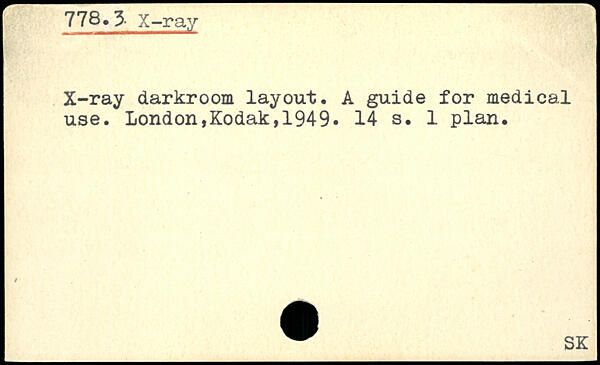 778.3 X-ray
X-ray darkroom layout. A guide for medical
use. London,Kodak,1949. 14 s. 1 plan.
SK